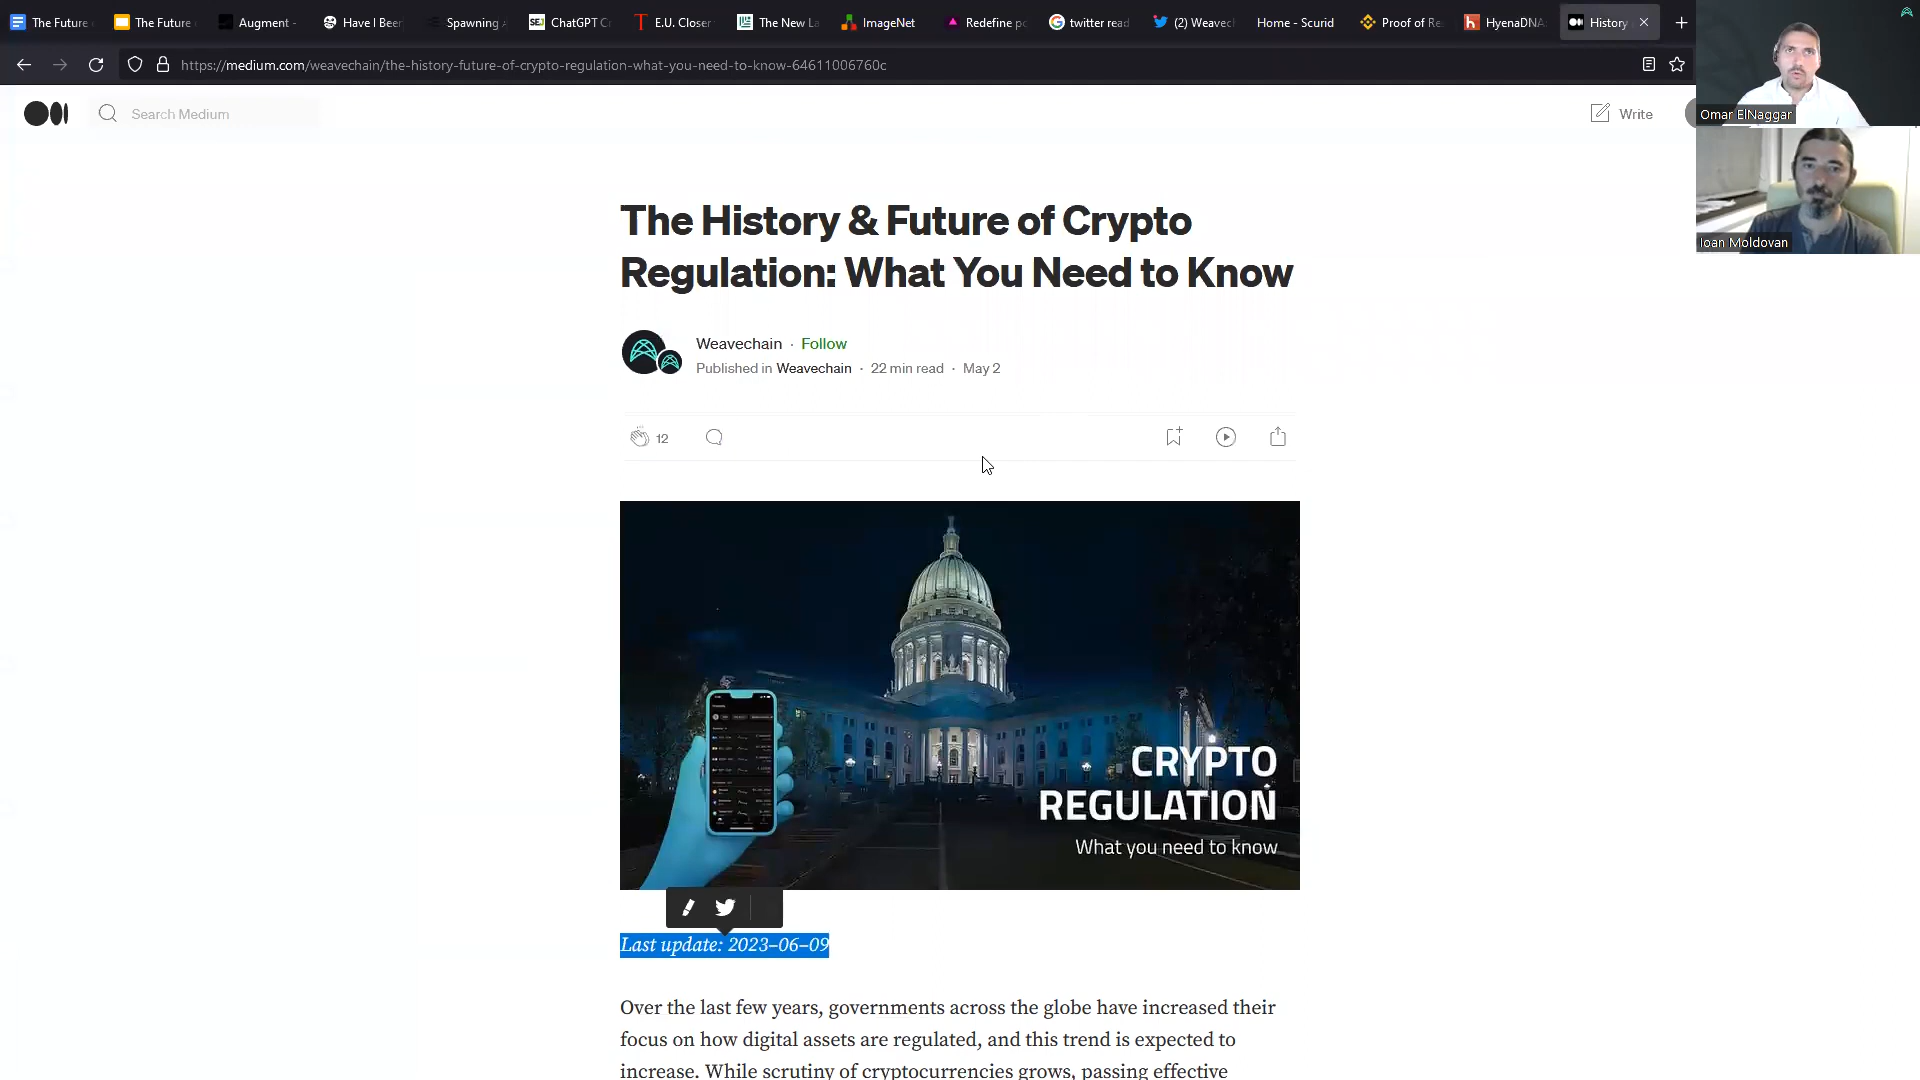 The Future
The Future
Augment -
Have I Been
Spawning
ChatGPT
E.U. Closer
The New La
ImageNet
Redefine
twitter read
(2) Weavec
Home - Scurid
Proof of Re
HyenaDNA
History
https://medium.com/weavechain/the-history-future-of-crypto-regulation-what-you-need-to-know-64611006760c
Search Medium
Write
Omar ElNaggar
Ioan Moldovan
The History & Future of Crypto
Regulation: What You Need to Know
Weavechain · Follow
Published in Weavechain · 22 min read · May 2
12
CRYPTO
REGULATION
What you need to know
Last update: 2023–06–09
Over the last few years, governments across the globe have increased their
focus on how digital assets are regulated, and this trend is expected to
increase. While scrutiny of cryptocurrencies grows, passing effective